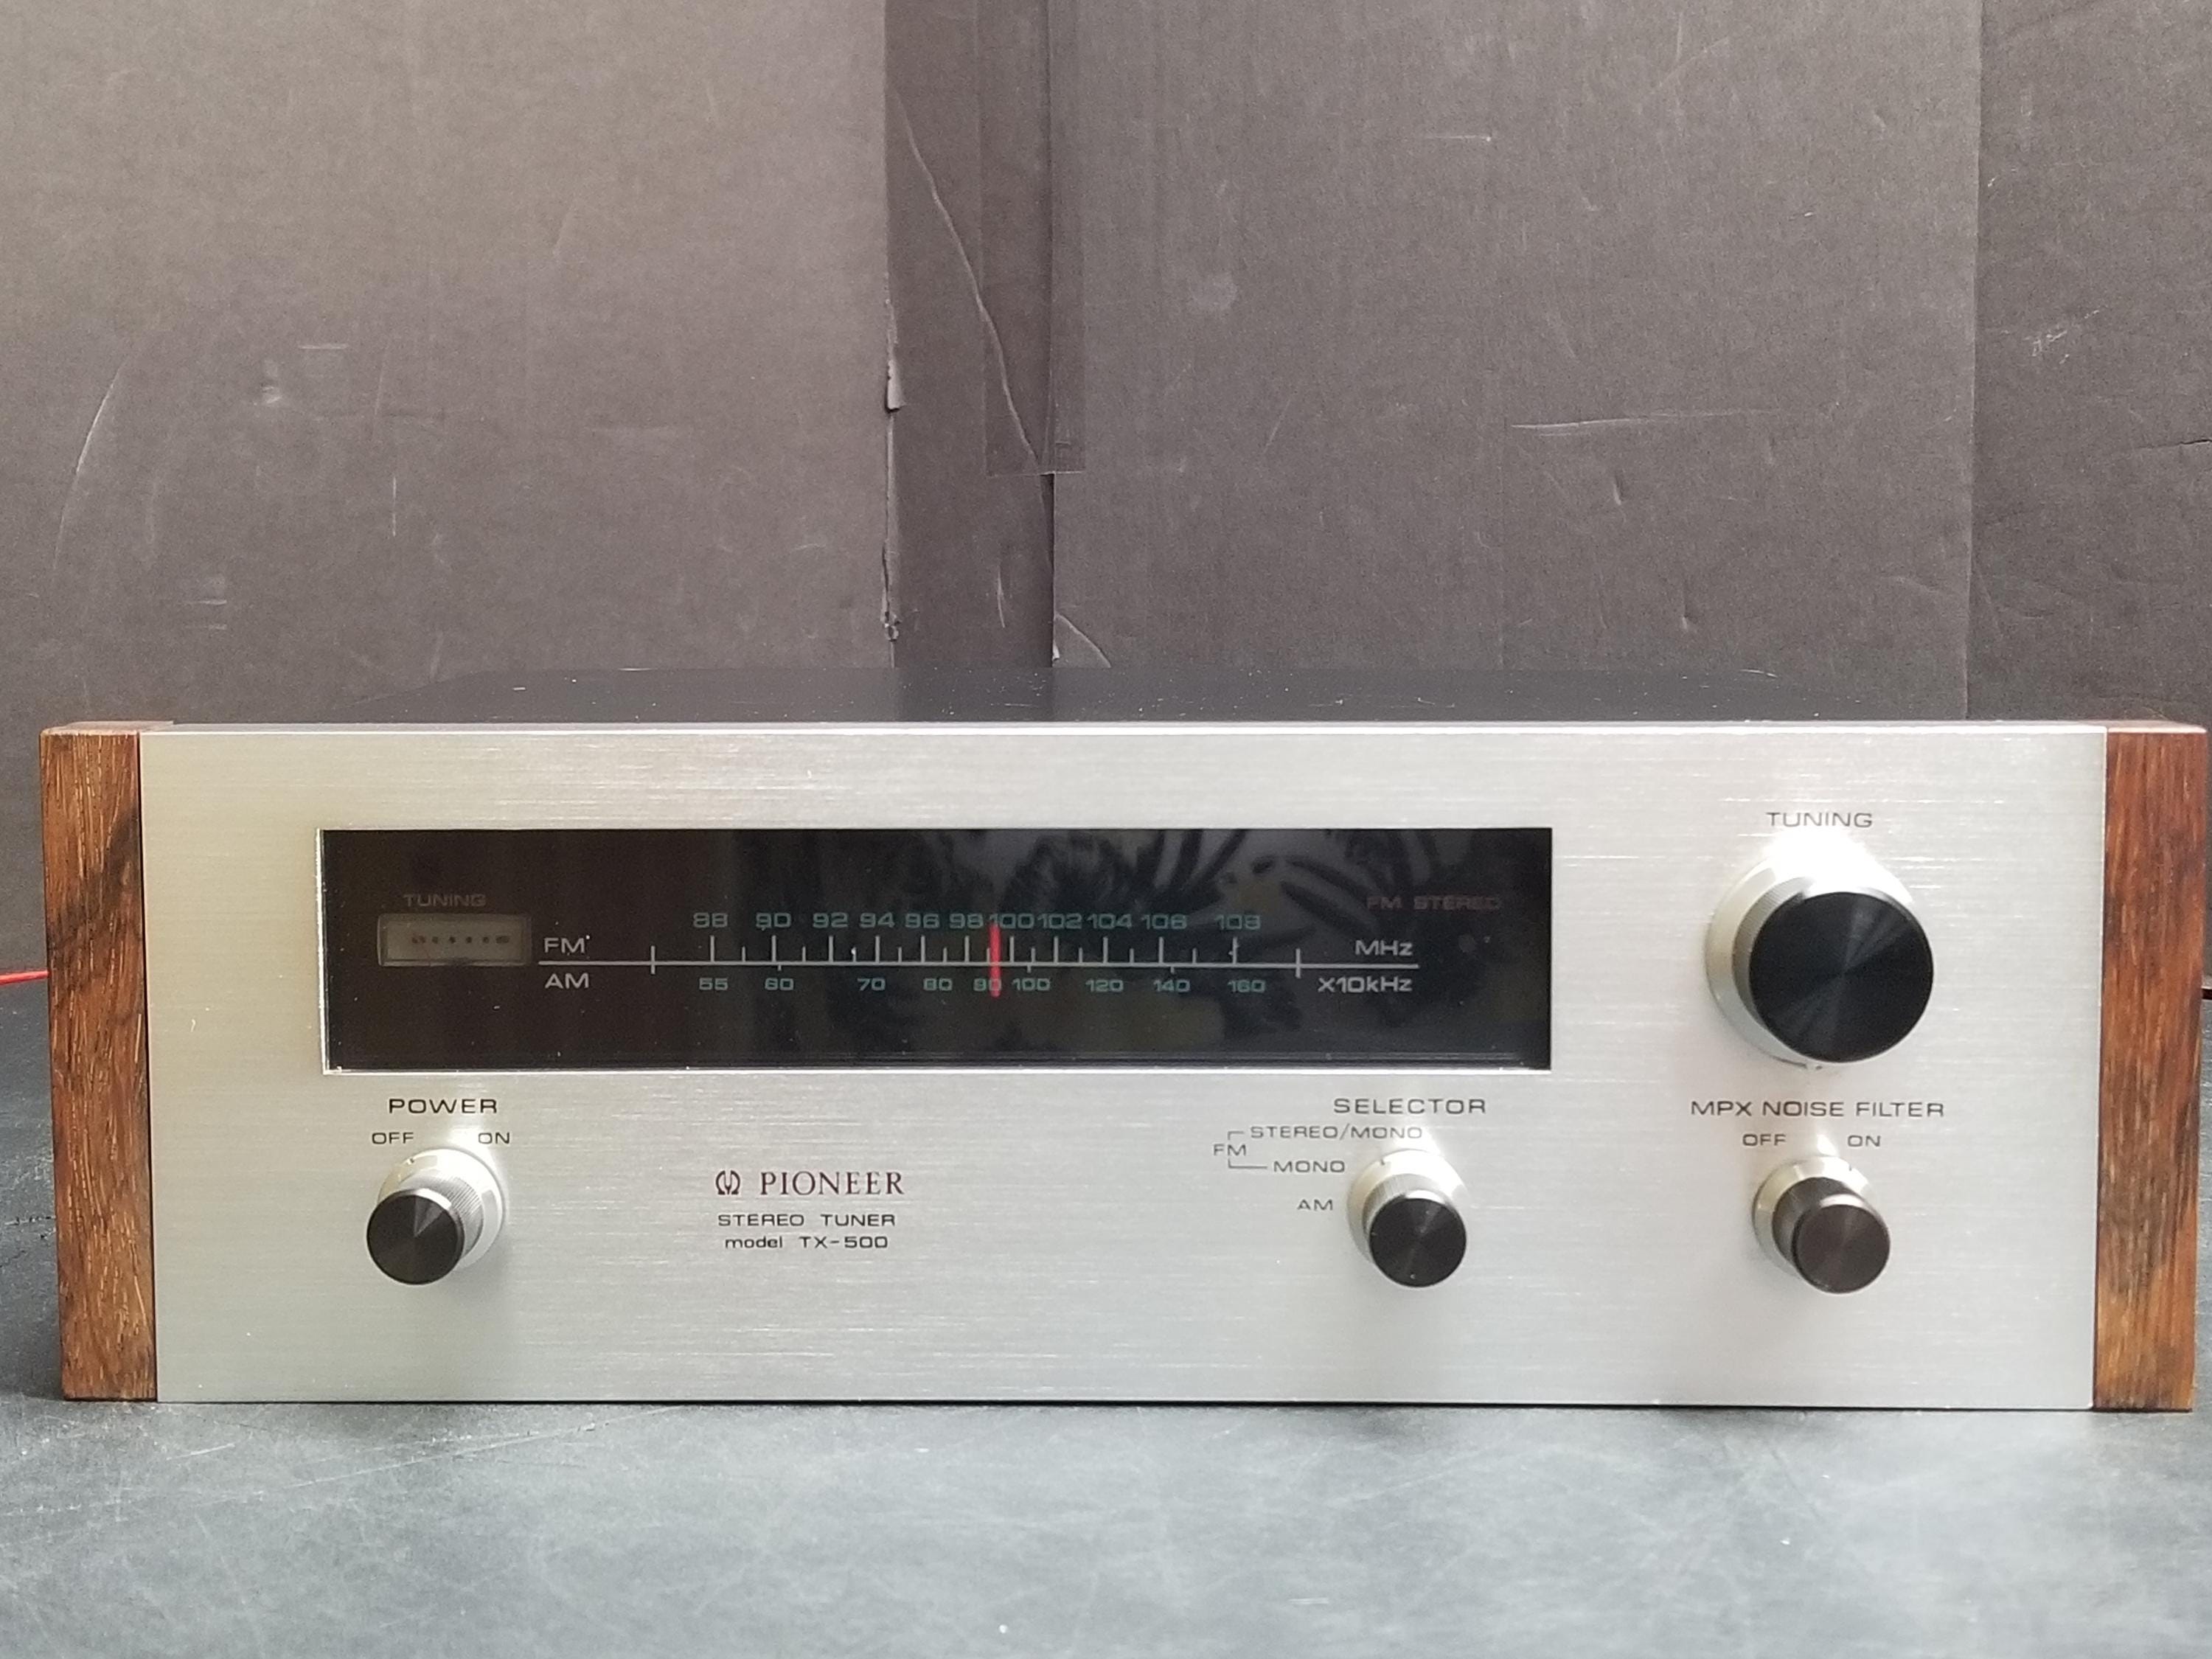 TUNING
TUNING
FM STEREO
88 90 92 94 96 98 100 102 104 106 108
FM MHz
AM 55 60 70 80 90 100 120 140 160 X10kHz
POWER
OFF ON
PIONEER
STEREO TUNER
model TX-500
SELECTOR
STEREO/MONO
FM
MONO
AM
MPX NOISE FILTER
OFF ON